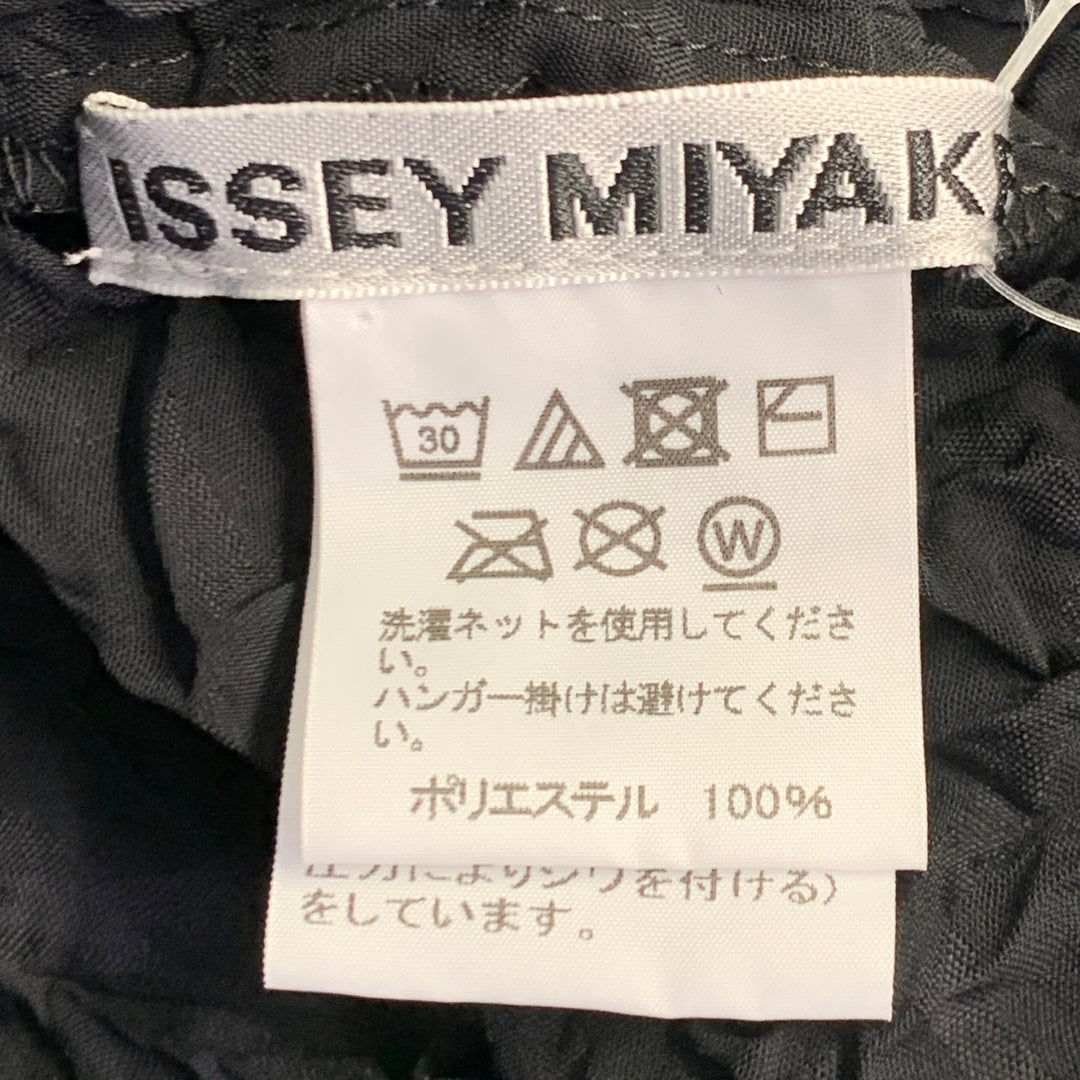 ISSEY MIYAK
30
W
洗濯ネットを使用してくださ
い。
ハンガー掛けは避けてくださ
い。
ポリエステル 100%
圧力によりシワを付ける)
をしています。